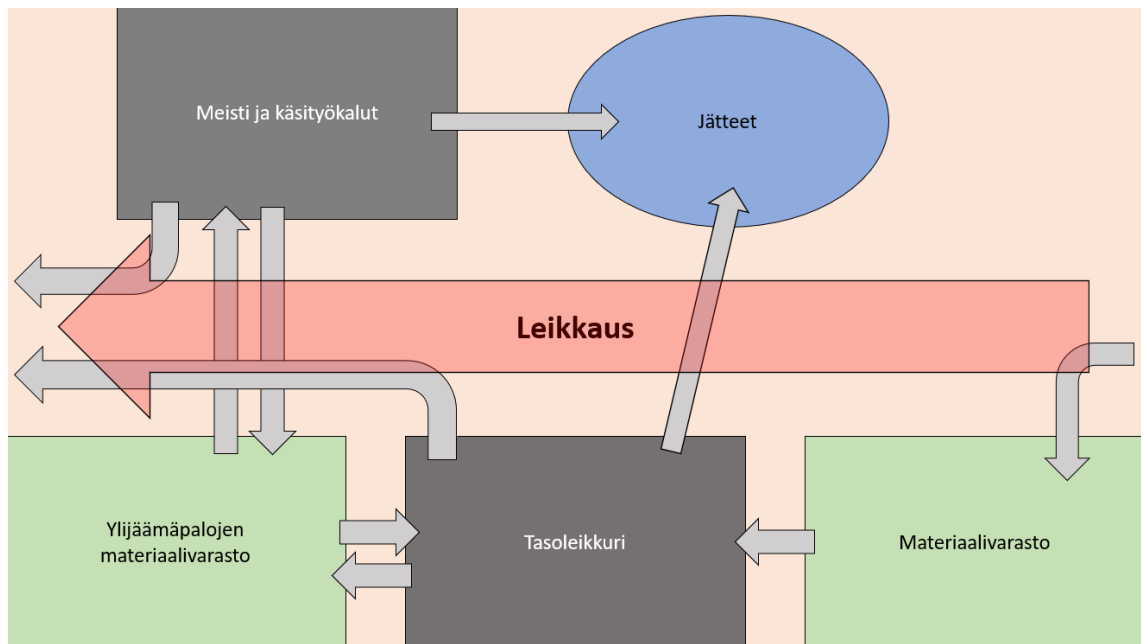 Meisti ja käsityökalut
Jätteet
Leikkaus
Ylijäämäpalojen
materiaalivarasto
Tasoleikkuri
Materiaalivarasto